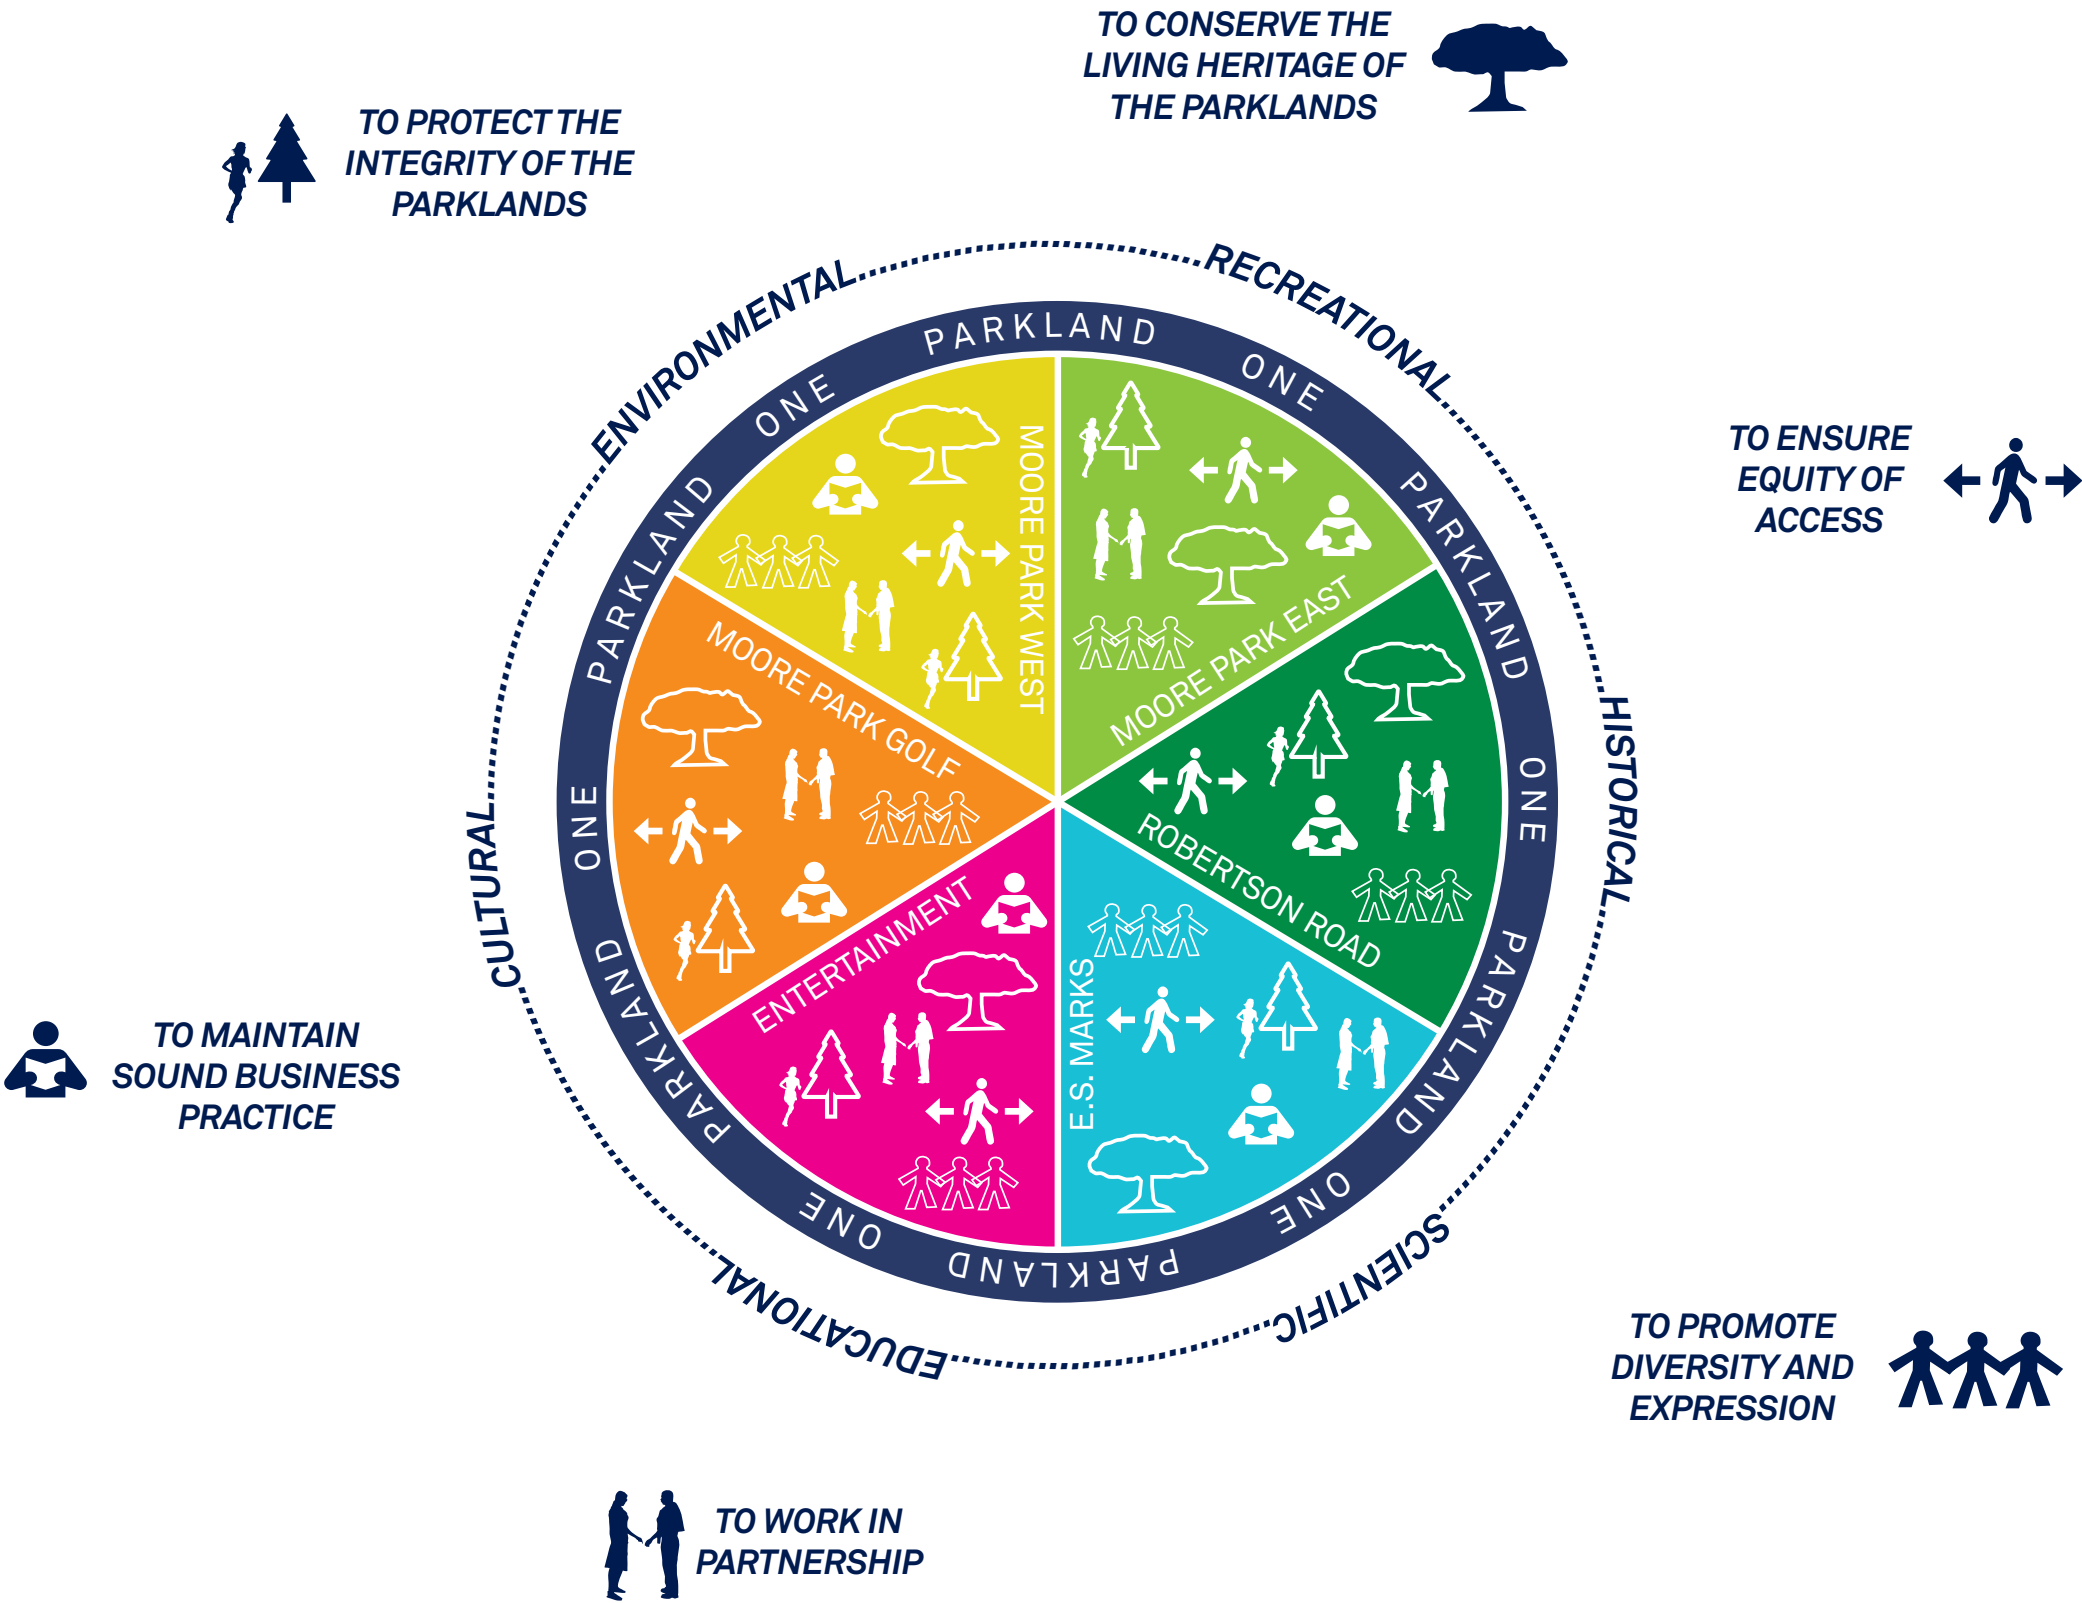 TO CONSERVE THE
LIVING HERITAGE OF
THE PARKLANDS
TO PROTECT THE
INTEGRITY OF THE
PARKLANDS
TO ENSURE
EQUITY OF
ACCESS
TO MAINTAIN
SOUND BUSINESS
PRACTICE
TO PROMOTE
DIVERSITY AND
EXPRESSION
TO WORK IN
PARTNERSHIP
ENVIRONMENTAL
RECREATIONAL
HISTORICAL
SCIENTIFIC
EDUCATIONAL
CULTURAL
ONE PARKLAND
ONE PARKLAND
ONE PARKLAND
ONE PARKLAND
ONE PARKLAND
ONE PARKLAND
MOORE PARK WEST
MOORE PARK EAST
ROBERTSON ROAD
E.S. MARKS
ENTERTAINMENT
MOORE PARK GOLF